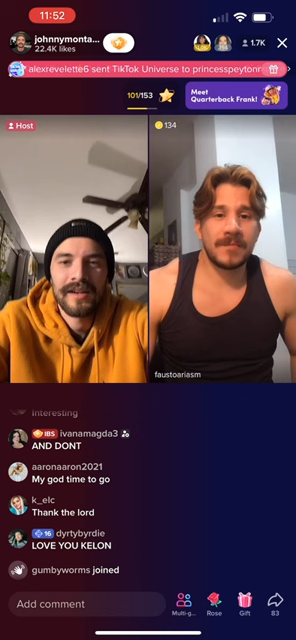 11:52
johnnymonta...
22.4K likes
1.7K
alexrevelette6 sent TikTok Universe to princesspeytonr
101/153
Meet
Quarterback Frank!
Host
134
faustoariasm
Interesting
IBS ivanamagda3
AND DONT
aaronaaron2021
My god time to go
k_elc
Thank the lord
16 dyrtybyrdie
LOVE YOU KELON
gumbyworms joined
Add comment
Multi-g...
Rose
Gift
83